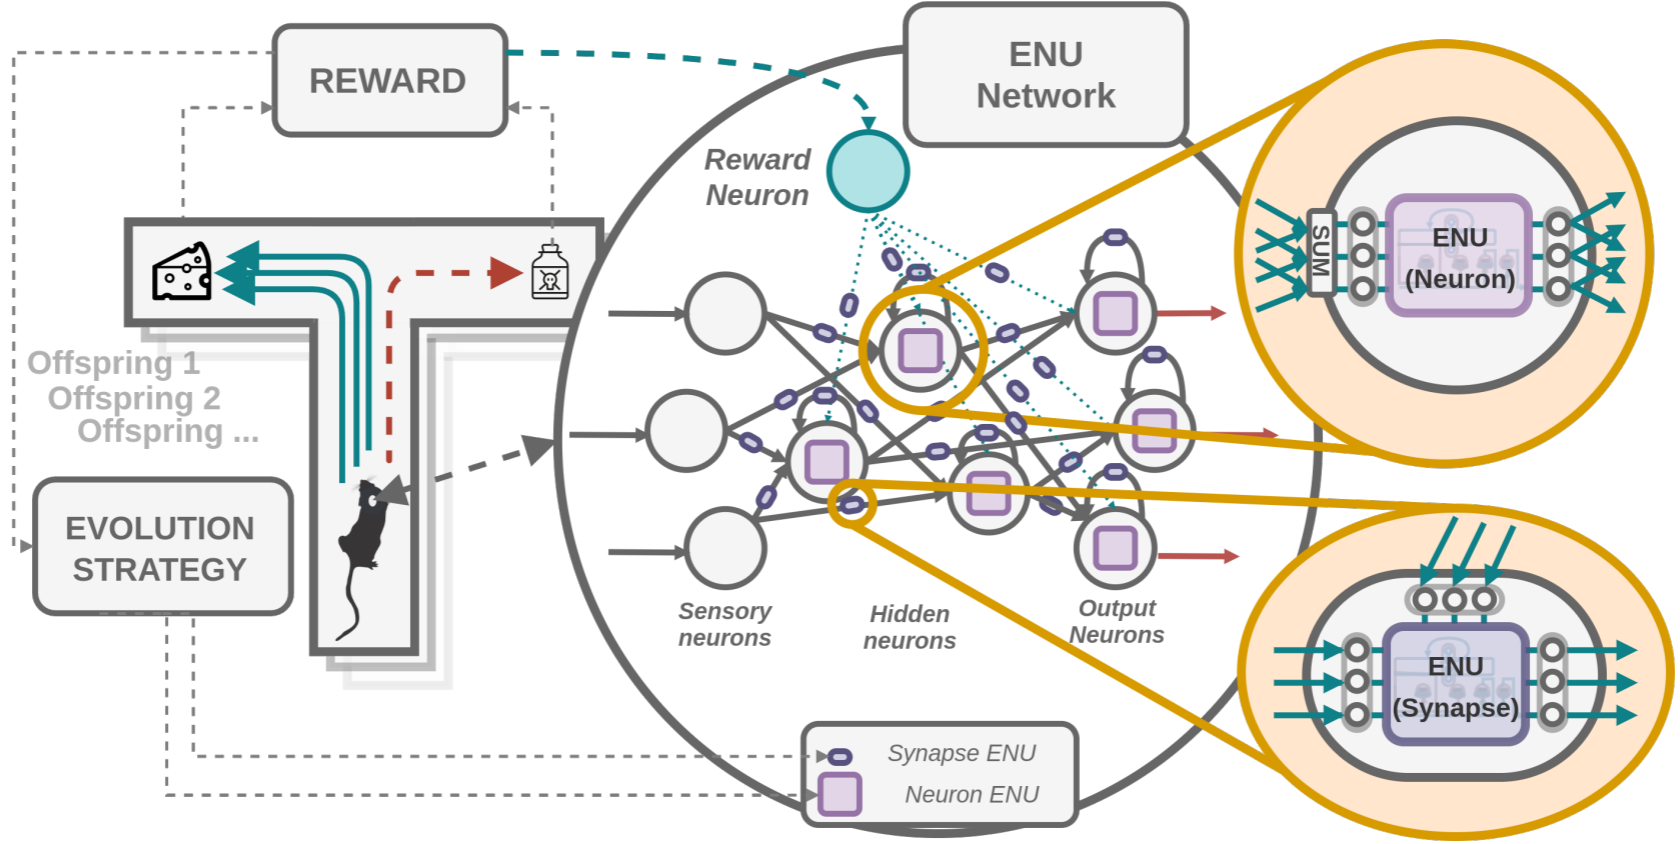 REWARD
ENU
Network
Reward
Neuron
SUM
ENU
(Neuron)
Offspring 1
Offspring 2
Offspring ...
EVOLUTION
STRATEGY
Sensory
neurons
Hidden
neurons
Output
Neurons
ENU
(Synapse)
Synapse ENU
Neuron ENU